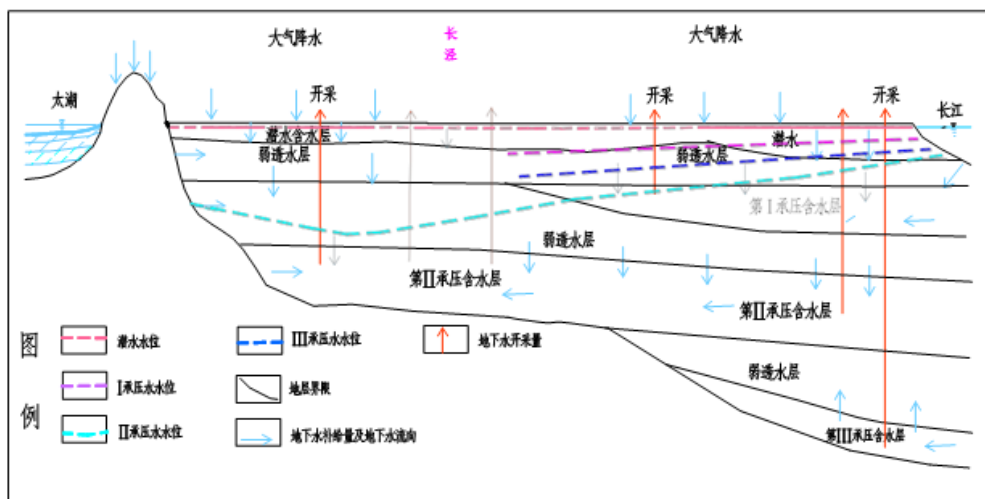 大气降水
长泾
大气降水
太湖
开采
开采
开采
长江
潜水含水层
潜水
弱透水层
弱透水层
第Ⅰ承压含水层
弱透水层
第Ⅱ承压含水层
第Ⅱ承压含水层
弱透水层
第Ⅲ承压含水层
图例
潜水水位
Ⅲ承压水水位
地下水开采量
Ⅰ承压水水位
地层界限
Ⅱ承压水水位
地下水补给量及地下水流向